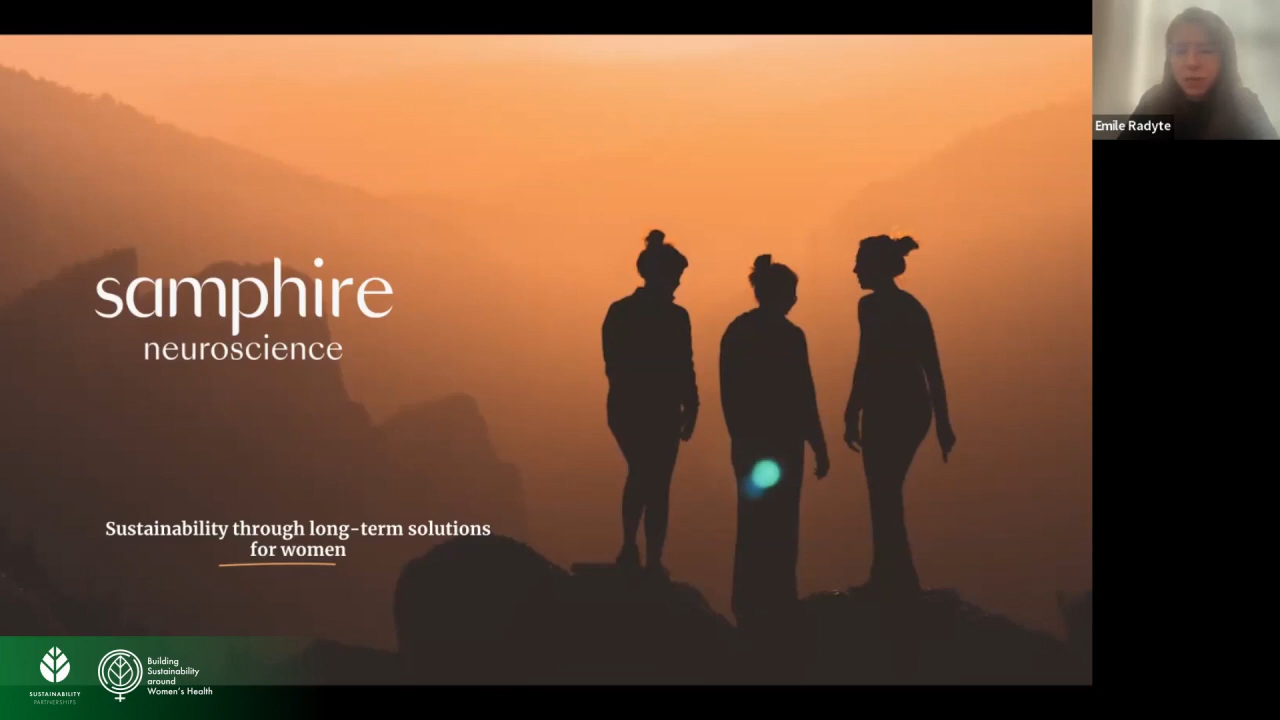 Emile Radyte
samphire
neuroscience
Sustainability through long-term solutions
for women
SUSTAINABILITY
PARTNERSHIPS
Building
Sustainability
around
Women's Health